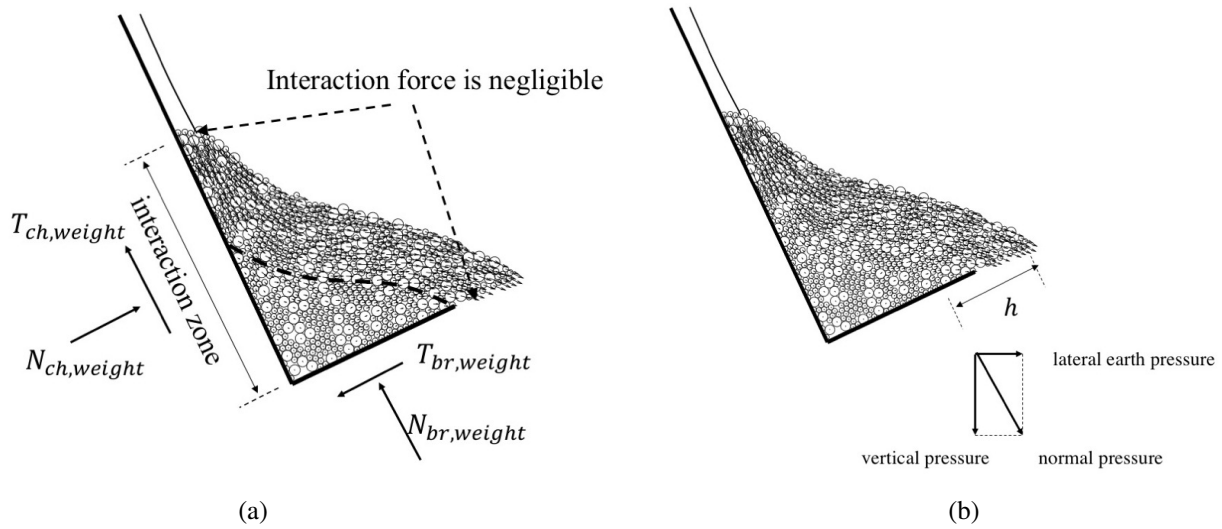 Interaction force is negligible
interaction zone
T_{ch,weight}
N_{ch,weight}
T_{br,weight}
N_{br,weight}
(a)
h
lateral earth pressure
vertical pressure
normal pressure
(b)